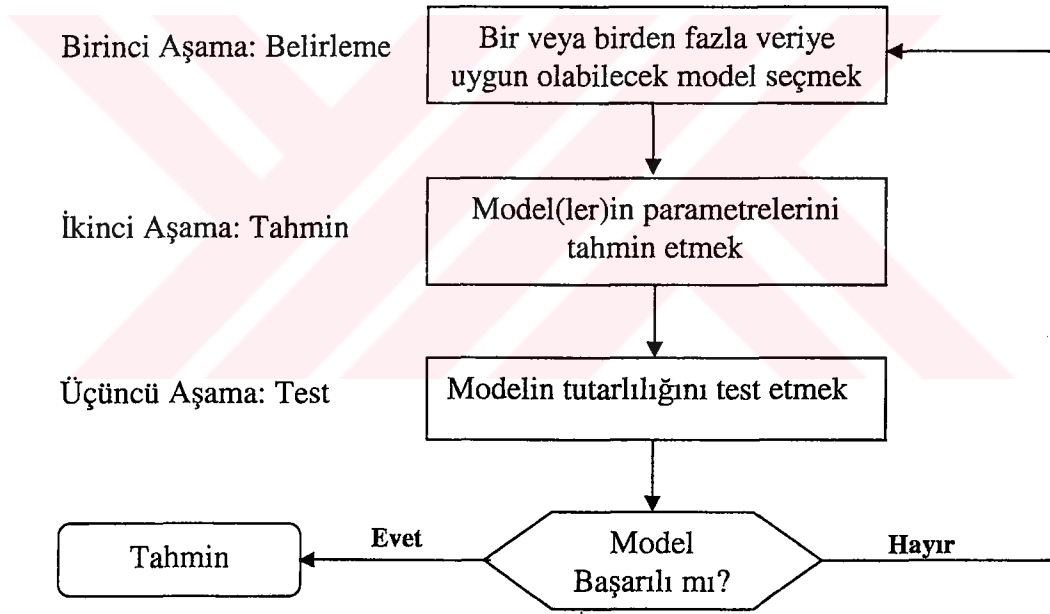 Birinci Aşama: Belirleme
Bir veya birden fazla veriye
uygun olabilecek model seçmek
İkinci Aşama: Tahmin
Model(ler)in parametrelerini
tahmin etmek
Üçüncü Aşama: Test
Modelin tutarlılığını test etmek
Tahmin
Evet
Model
Başarılı mı?
Hayır